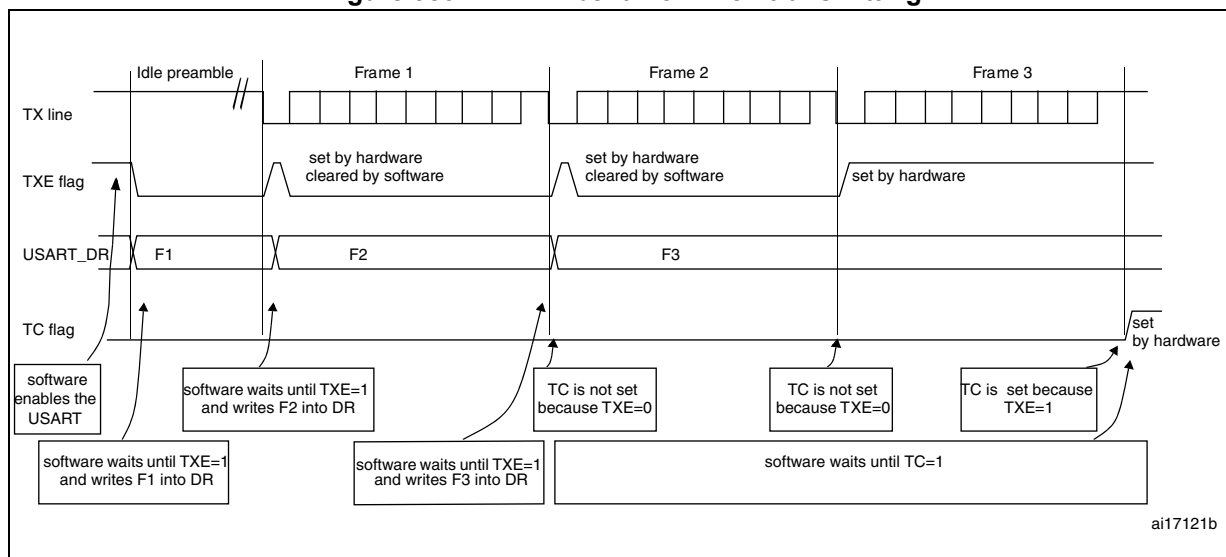 Idle preamble
Frame 1
Frame 2
Frame 3
TX line
set by hardware
cleared by software
set by hardware
cleared by software
TXE flag
set by hardware
USART_DR
F1
F2
F3
TC flag
set
by hardware
software
enables the
USART
software waits until TXE=1
and writes F2 into DR
TC is not set
because TXE=0
TC is not set
because TXE=0
TC is set because
TXE=1
software waits until TXE=1
and writes F1 into DR
software waits until TXE=1
and writes F3 into DR
software waits until TC=1
ai17121b